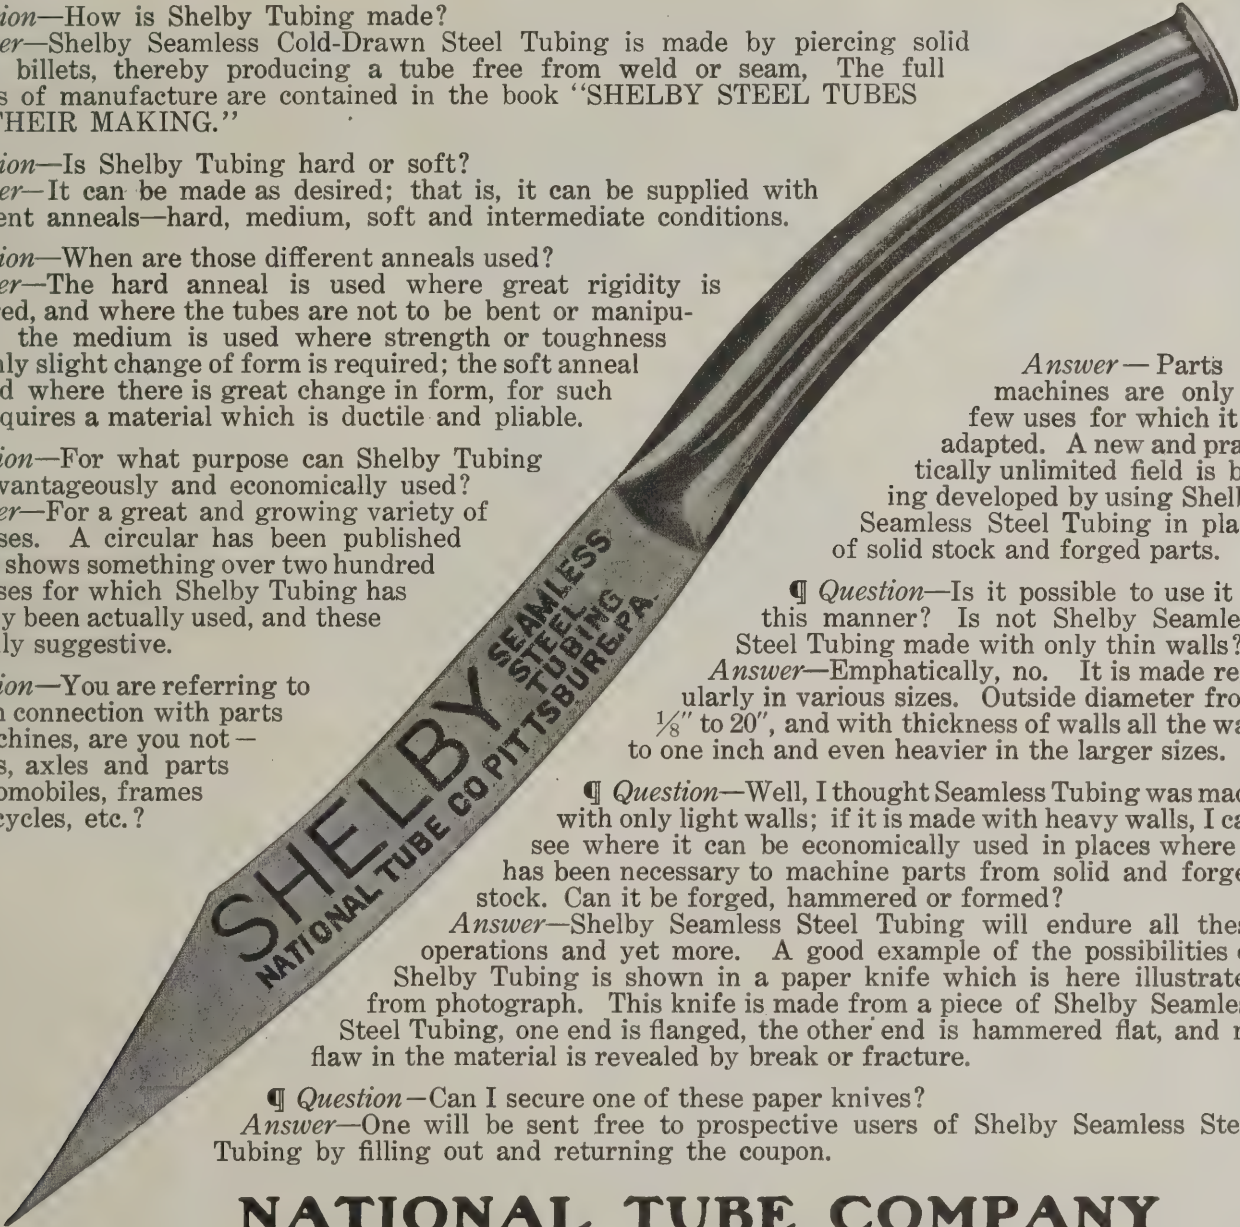 ion—How is Shelby Tubing made?
er—Shelby Seamless Cold-Drawn Steel Tubing is made by piercing solid
billets, thereby producing a tube free from weld or seam, The full
s of manufacture are contained in the book "SHELBY STEEL TUBES
THEIR MAKING."
ion—Is Shelby Tubing hard or soft?
er—It can be made as desired; that is, it can be supplied with
ent anneals—hard, medium, soft and intermediate conditions.
ion—When are those different anneals used?
er—The hard anneal is used where great rigidity is
ed, and where the tubes are not to be bent or manipu-
the medium is used where strength or toughness
ly slight change of form is required; the soft anneal
d where there is great change in form, for such
quires a material which is ductile and pliable.
ion—For what purpose can Shelby Tubing
vantageously and economically used?
er—For a great and growing variety of
ses. A circular has been published
shows something over two hundred
ses for which Shelby Tubing has
y been actually used, and these
ly suggestive.
ion—You are referring to
n connection with parts
chines, are you not—
s, axles and parts
omobiles, frames
cycles, etc.?
SHELBY
SEAMLESS
STEEL
TUBING
NATIONAL TUBE CO PITTSBURG, PA.
Answer—Parts
machines are only
few uses for which it
adapted. A new and pra
tically unlimited field is b
ing developed by using Shel
Seamless Steel Tubing in pla
of solid stock and forged parts.
¶ Question—Is it possible to use it
this manner? Is not Shelby Seamle
Steel Tubing made with only thin walls?
Answer—Emphatically, no. It is made re
ularly in various sizes. Outside diameter fro
⅛" to 20", and with thickness of walls all the wa
to one inch and even heavier in the larger sizes.
¶ Question—Well, I thought Seamless Tubing was mad
with only light walls; if it is made with heavy walls, I ca
see where it can be economically used in places where
has been necessary to machine parts from solid and forge
stock. Can it be forged, hammered or formed?
Answer—Shelby Seamless Steel Tubing will endure all thes
operations and yet more. A good example of the possibilities o
Shelby Tubing is shown in a paper knife which is here illustrate
from photograph. This knife is made from a piece of Shelby Seamles
Steel Tubing, one end is flanged, the other end is hammered flat, and n
flaw in the material is revealed by break or fracture.
¶ Question—Can I secure one of these paper knives?
Answer—One will be sent free to prospective users of Shelby Seamless Ste
Tubing by filling out and returning the coupon.
NATIONAL TUBE COMPANY